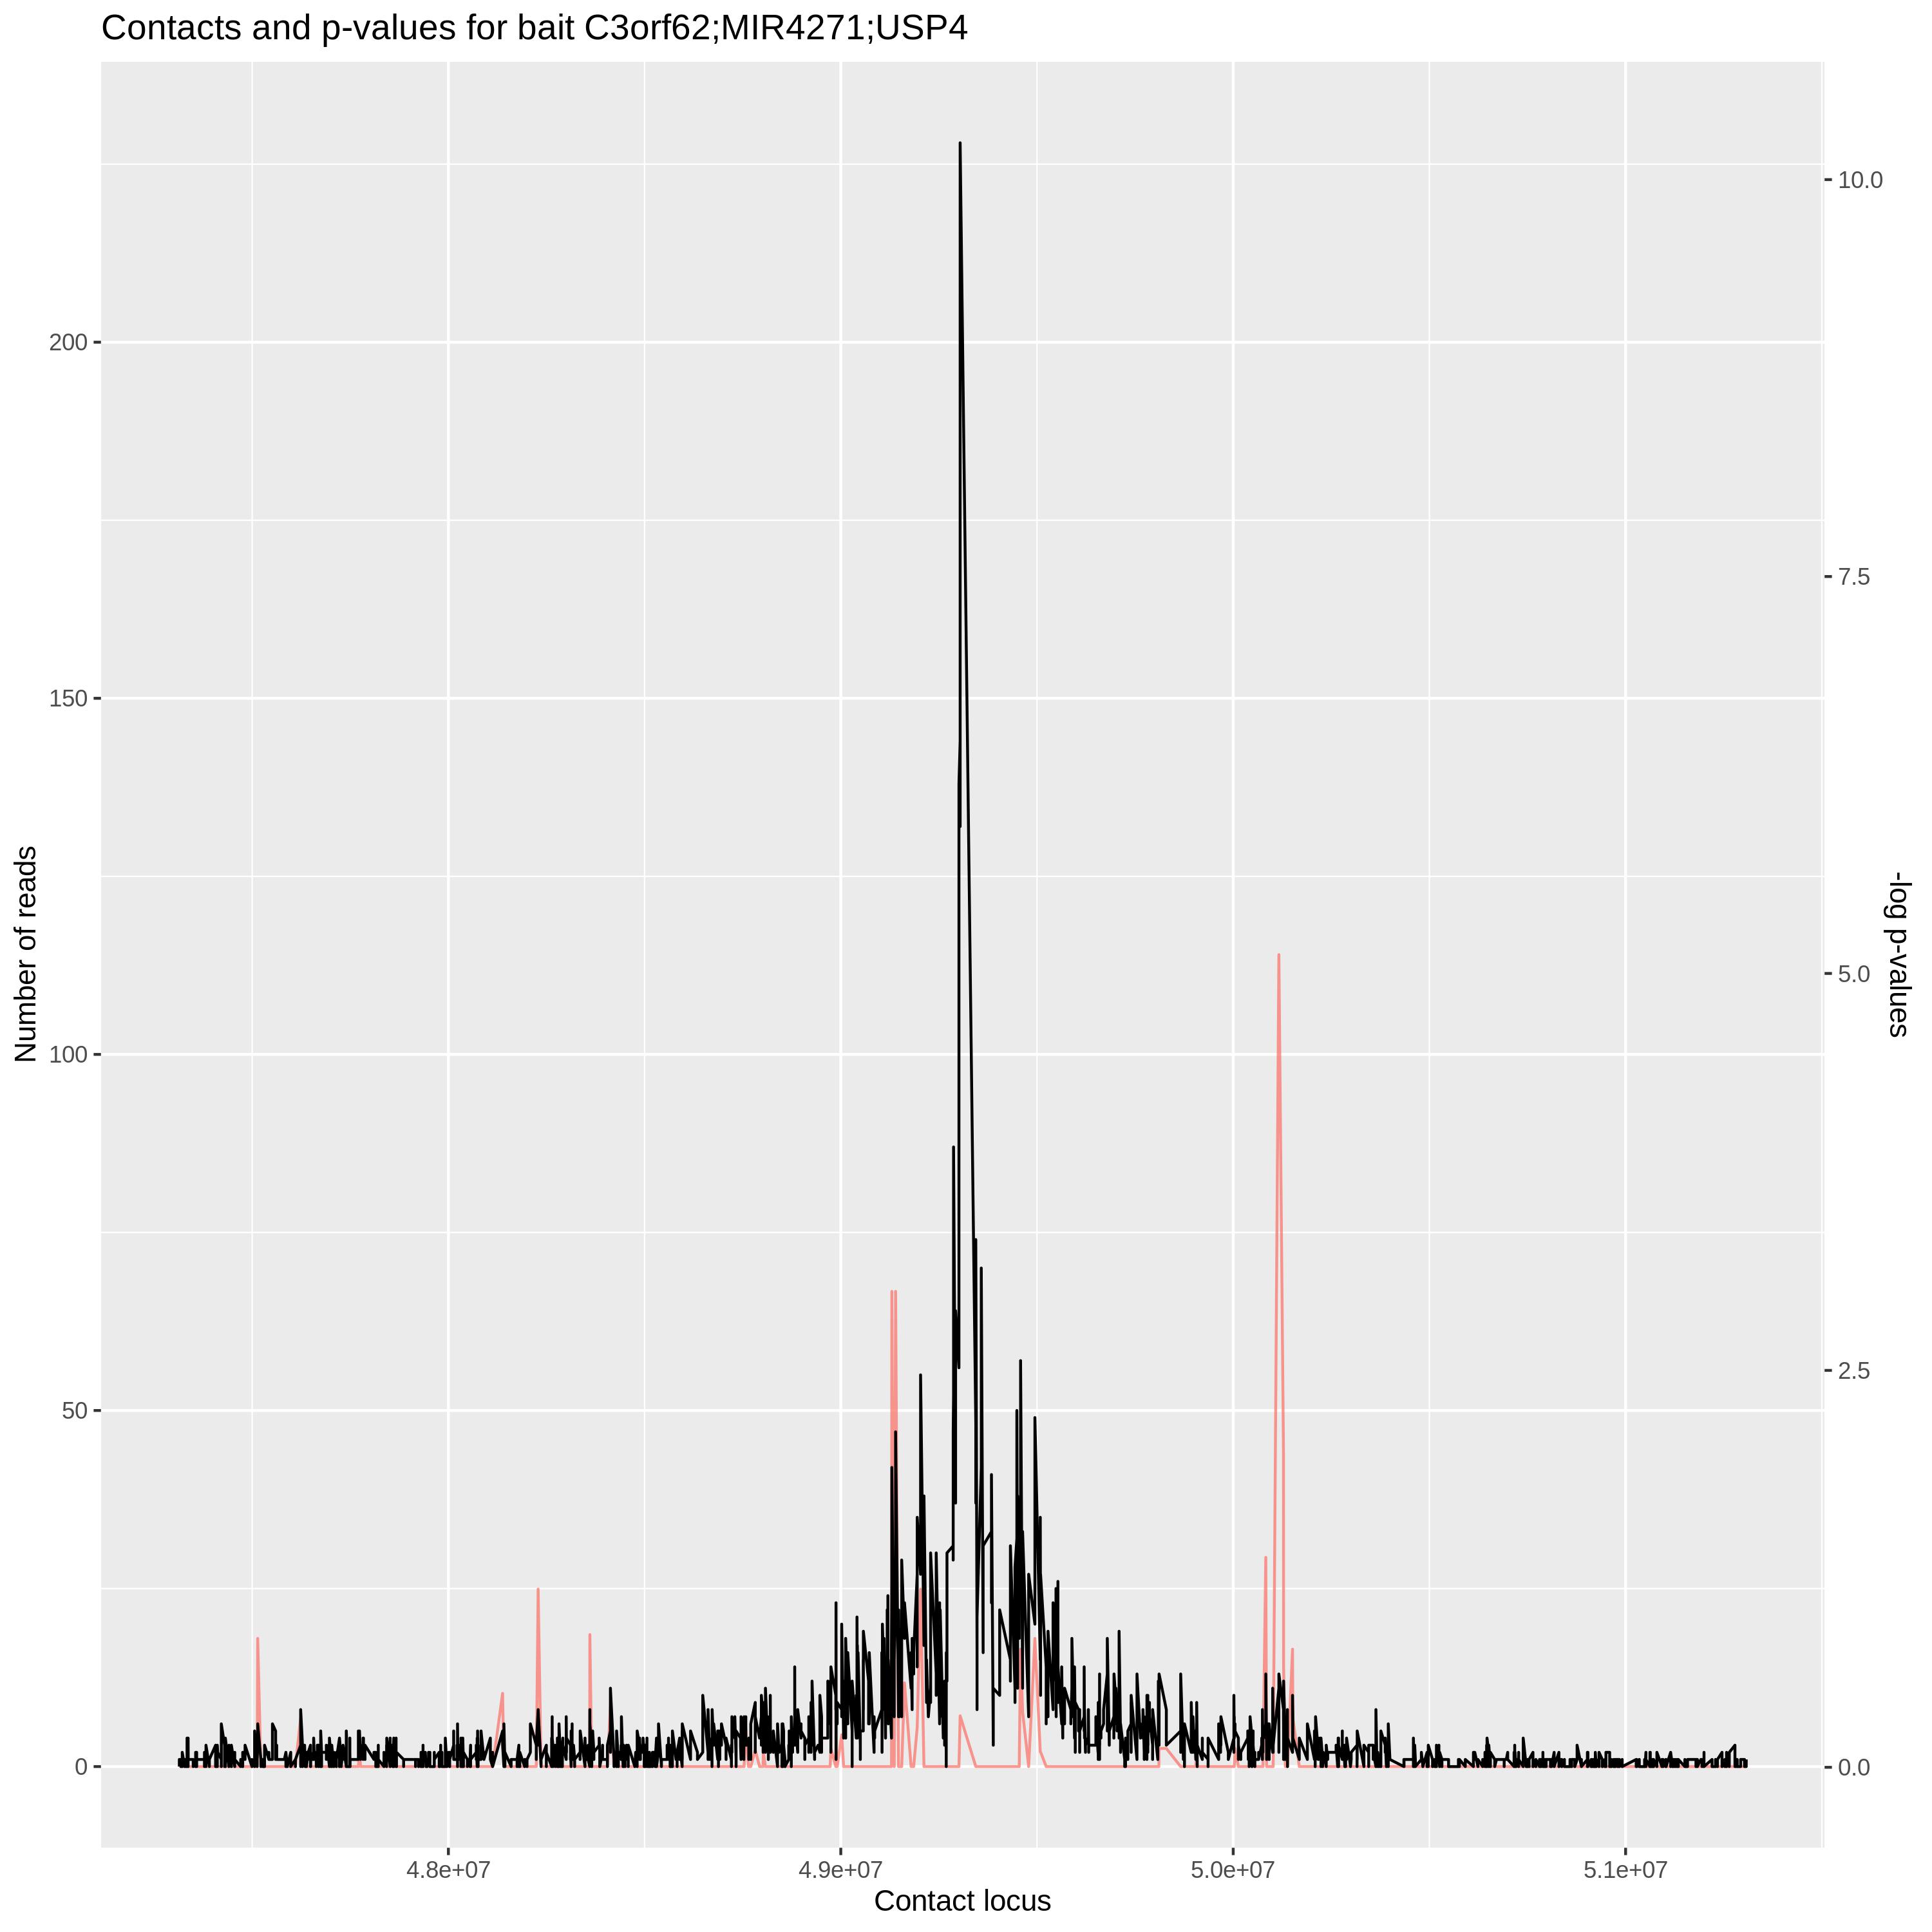 Contacts and p-values for bait C3orf62;MIR4271;USP4
Number of reads
200
150
100
50
0
10.0
7.5
5.0
2.5
0.0
-log p-values
4.8e+07 4.9e+07 5.0e+07 5.1e+07
Contact locus